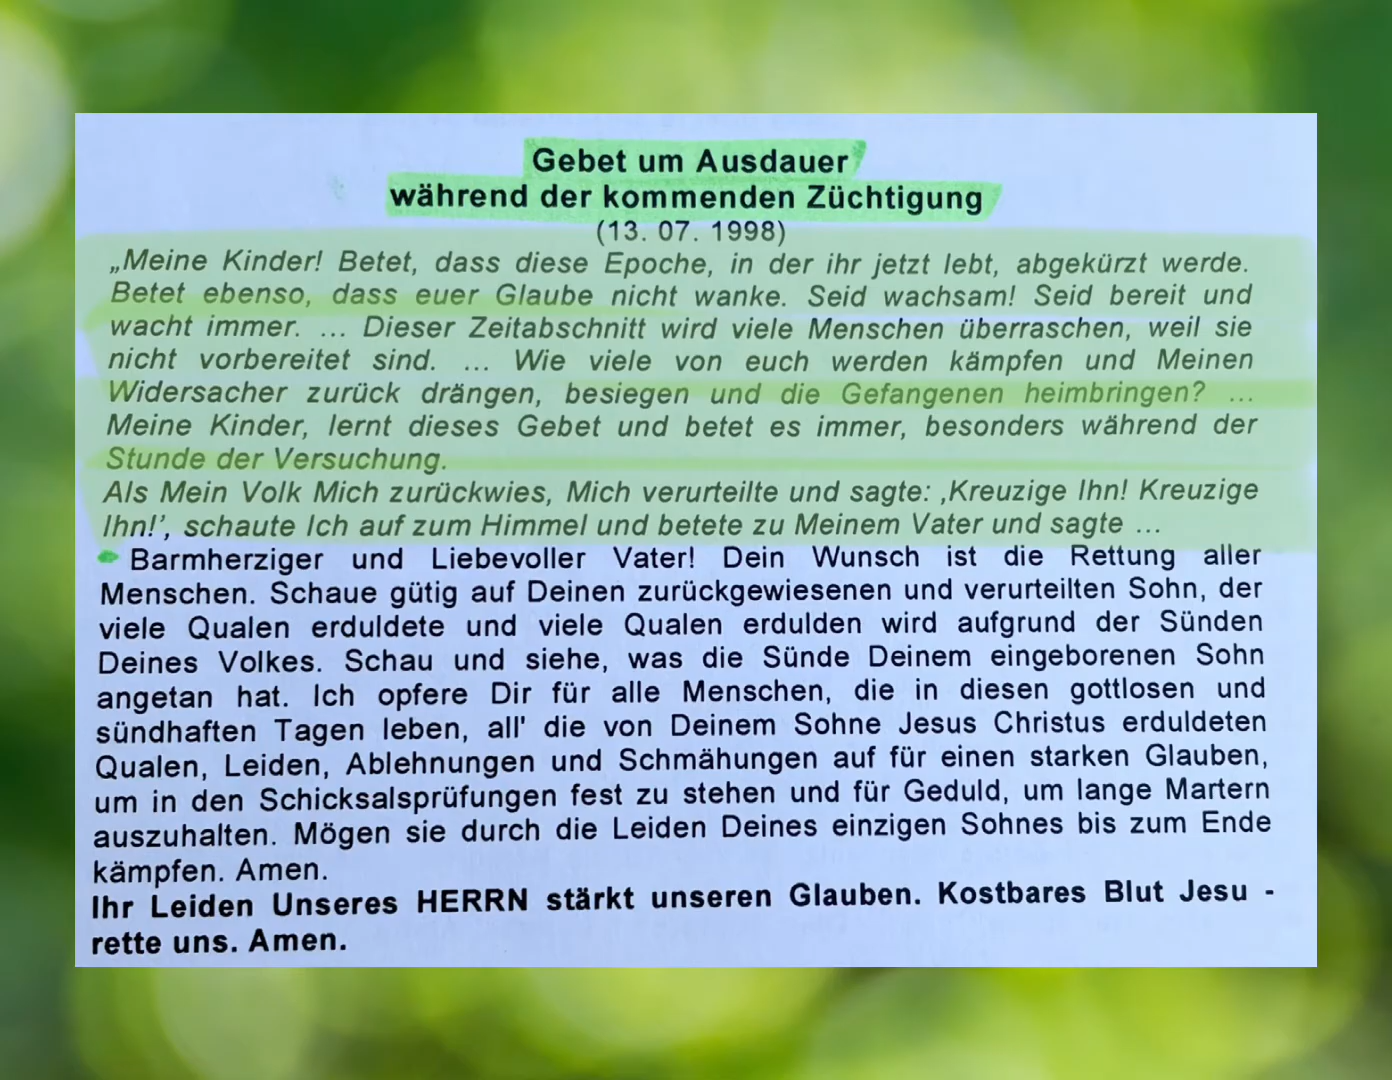 Gebet um Ausdauer
während der kommenden Züchtigung
(13. 07. 1998)
„Meine Kinder! Betet, dass diese Epoche, in der ihr jetzt lebt, abgekürzt werde.
Betet ebenso, dass euer Glaube nicht wanke. Seid wachsam! Seid bereit und
wacht immer. ... Dieser Zeitabschnitt wird viele Menschen überraschen, weil sie
nicht vorbereitet sind. ... Wie viele von euch werden kämpfen und Meinen
Widersacher zurück drängen, besiegen und die Gefangenen heimbringen? ...
Meine Kinder, lernt dieses Gebet und betet es immer, besonders während der
Stunde der Versuchung.
Als Mein Volk Mich zurückwies, Mich verurteilte und sagte: ‚Kreuzige Ihn! Kreuzige
Ihn!’, schaute Ich auf zum Himmel und betete zu Meinem Vater und sagte ...
Barmherziger und Liebevoller Vater! Dein Wunsch ist die Rettung aller
Menschen. Schaue gütig auf Deinen zurückgewiesenen und verurteilten Sohn, der
viele Qualen erduldete und viele Qualen erdulden wird aufgrund der Sünden
Deines Volkes. Schau und siehe, was die Sünde Deinem eingeborenen Sohn
angetan hat. Ich opfere Dir für alle Menschen, die in diesen gottlosen und
sündhaften Tagen leben, all' die von Deinem Sohne Jesus Christus erduldeten
Qualen, Leiden, Ablehnungen und Schmähungen auf für einen starken Glauben,
um in den Schicksalsprüfungen fest zu stehen und für Geduld, um lange Martern
auszuhalten. Mögen sie durch die Leiden Deines einzigen Sohnes bis zum Ende
kämpfen. Amen.
Ihr Leiden Unseres HERRN stärkt unseren Glauben. Kostbares Blut Jesu -
rette uns. Amen.